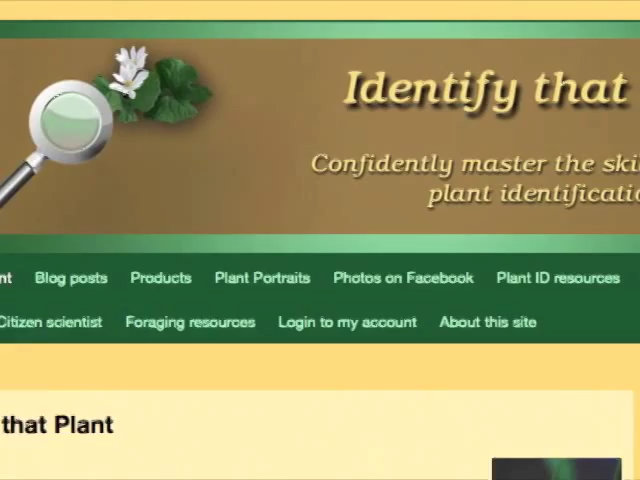 Identify that
Confidently master the ski
plant identificatio
nt Blog posts Products Plant Portraits Photos on Facebook Plant ID resources
Citizen scientist Foraging resources Login to my account About this site
that Plant